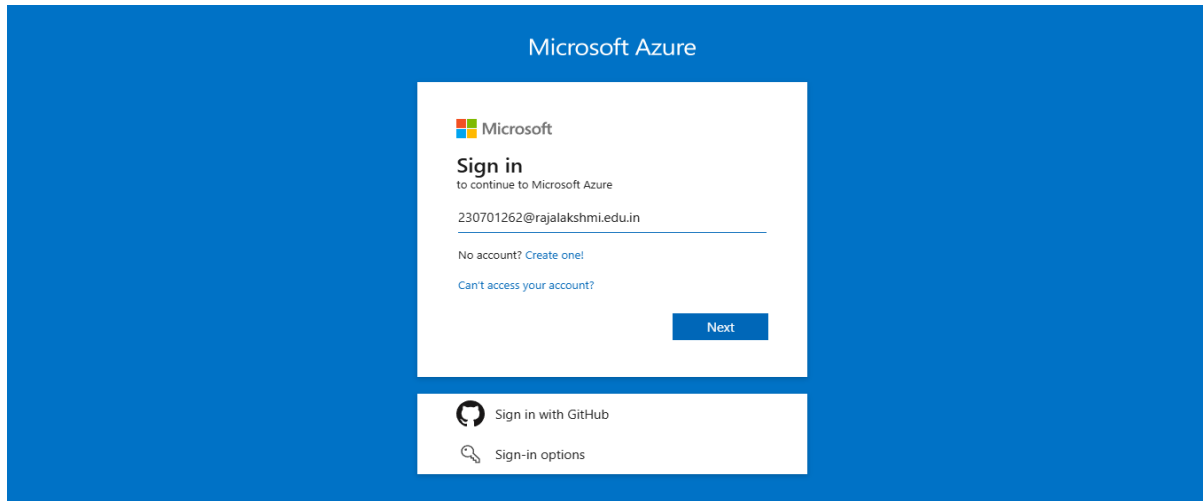 Microsoft Azure
Microsoft
Sign in
to continue to Microsoft Azure
230701262@rajalakshmi.edu.in
No account? Create one!
Can't access your account?
Next
Sign in with GitHub
Sign-in options